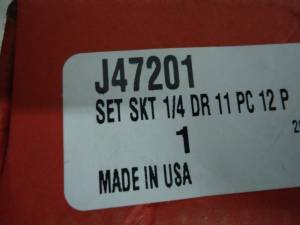 J47201
SET SKT 1/4 DR 11 PC 12 P
1
MADE IN USA